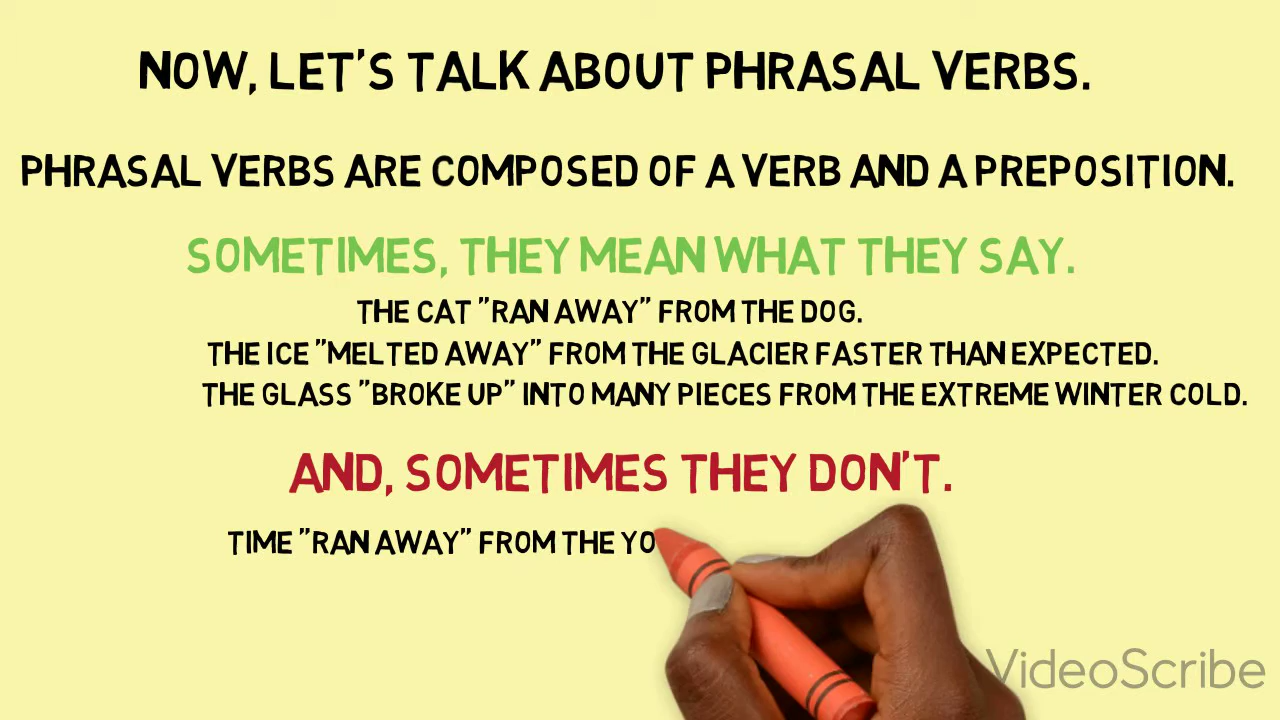 NOW, LET'S TALK ABOUT PHRASAL VERBS.
PHRASAL VERBS ARE COMPOSED OF A VERB AND A PREPOSITION.
SOMETIMES, THEY MEAN WHAT THEY SAY.
THE CAT "RAN AWAY" FROM THE DOG.
THE ICE "MELTED AWAY" FROM THE GLACIER FASTER THAN EXPECTED.
THE GLASS "BROKE UP" INTO MANY PIECES FROM THE EXTREME WINTER COLD.
AND, SOMETIMES THEY DON'T.
TIME "RAN AWAY" FROM THE YO
VideoScribe